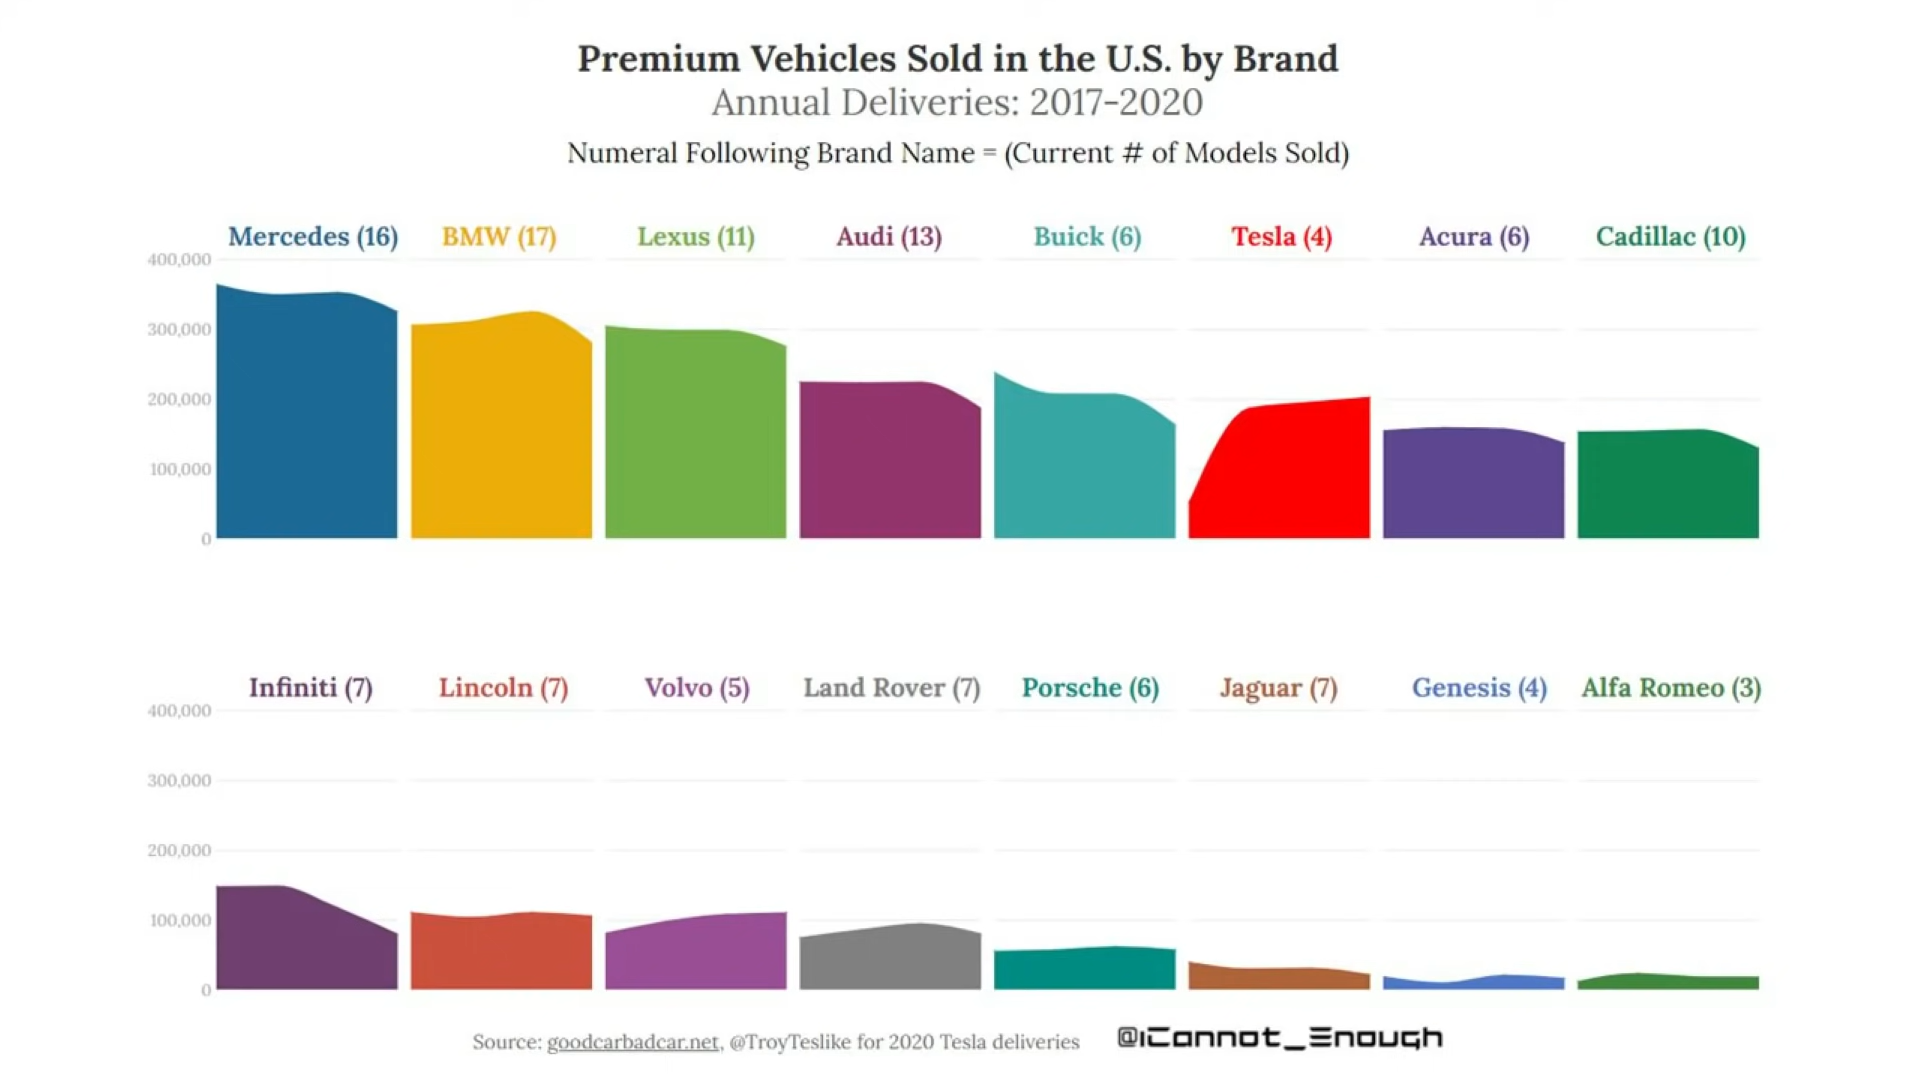 Premium Vehicles Sold in the U.S. by Brand
Annual Deliveries: 2017-2020
Numeral Following Brand Name = (Current # of Models Sold)
Mercedes (16) BMW (17) Lexus (11) Audi (13) Buick (6) Tesla (4) Acura (6) Cadillac (10)
400,000
300,000
200,000
100,000
0
Infiniti (7) Lincoln (7) Volvo (5) Land Rover (7) Porsche (6) Jaguar (7) Genesis (4) Alfa Romeo (3)
400,000
300,000
200,000
100,000
0
Source: goodcarbadcar.net, @TroyTeslike for 2020 Tesla deliveries @iCannot_Enough